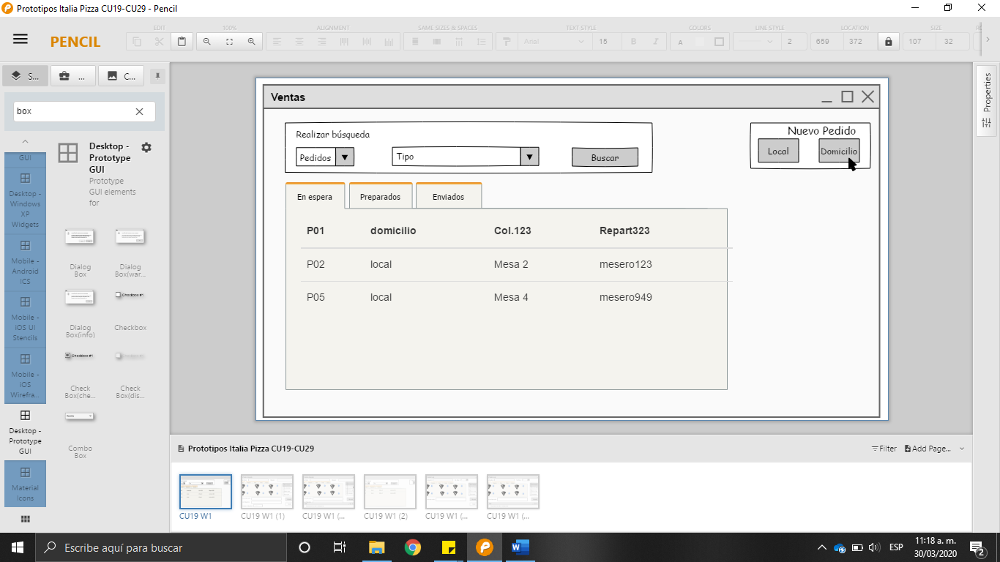 Prototipos Italia Pizza CU19-CU29 - Pencil
PENCIL
EDIT
100%
ALIGNMENT
SAME SIZES & SPACES
TEXT STYLE
Arial
15
B
I
COLORS
A
LINE STYLE
2
LOCATION
659
372
SIZE
107
32
S...
...
C...
Properties
box
GUI
Desktop - Windows XP Widgets
Mobile - Android ICS
Mobile - iOS UI Stencils
Mobile - iOS Wirefra...
Desktop - Prototype GUI
Material Icons
Desktop - Prototype GUI
Prototype GUI elements for
Dialog Box
Dialog Box(war...
Dialog Box(info)
Checkbox #1
Checkbox
Checkbox #1
Check Box(che...
Check Box(dis...
Combo Box
Ventas
Realizar búsqueda
Pedidos
Tipo
Buscar
Nuevo Pedido
Local
Domicilio
En espera
Preparados
Enviados
P01 domicilio Col.123 Repart323
P02 local Mesa 2 mesero123
P05 local Mesa 4 mesero949
Prototipos Italia Pizza CU19-CU29
Filter
Add Page...
CU19 W1
CU19 W1 (1)
CU19 W1 (...
CU19 W1 (2)
CU19 W1 (...
CU19 W1 (...
Escribe aquí para buscar
ESP
11:18 a. m.
30/03/2020
2